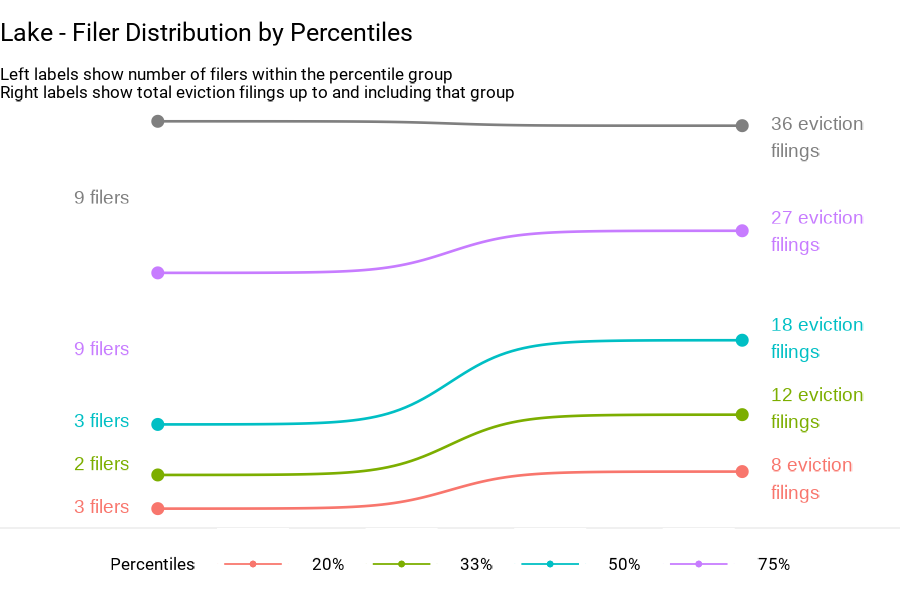 Lake - Filer Distribution by Percentiles
Left labels show number of filers within the percentile group
Right labels show total eviction filings up to and including that group
36 eviction
filings
9 filers
27 eviction
filings
9 filers
18 eviction
filings
3 filers
12 eviction
filings
2 filers
8 eviction
filings
3 filers
Percentiles 20% 33% 50% 75%